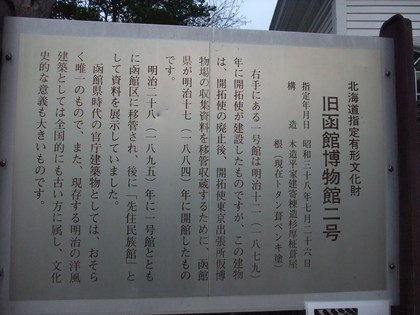 北海道指定有形文化財
旧函館博物館二号
指定年月日　昭和三十八年七月二十六日
構　　造　木造平家建寄棟造杉厚柾葺屋
根（現在トタン葺ペンキ塗）
右手にある一号館は明治十二（一八七九）
年に開拓使が建設したものですが、この建物
は、開拓使の廃止後、開拓使東京出張所仮博
物場の収集資料を移管収蔵するために、函館
県が明治十七（一八八四）年に開館したもの
です。
明治二十八（一八九五）年に一号館ととも
に函館区に移管され、後に「先住民族館」と
して資料を展示していました。
函館県時代の官庁建築物としては、おそら
く唯一のもので、また、現存する明治の洋風
建築としては全国的にも古い方に属し、文化
史的な意義も大きいものです。